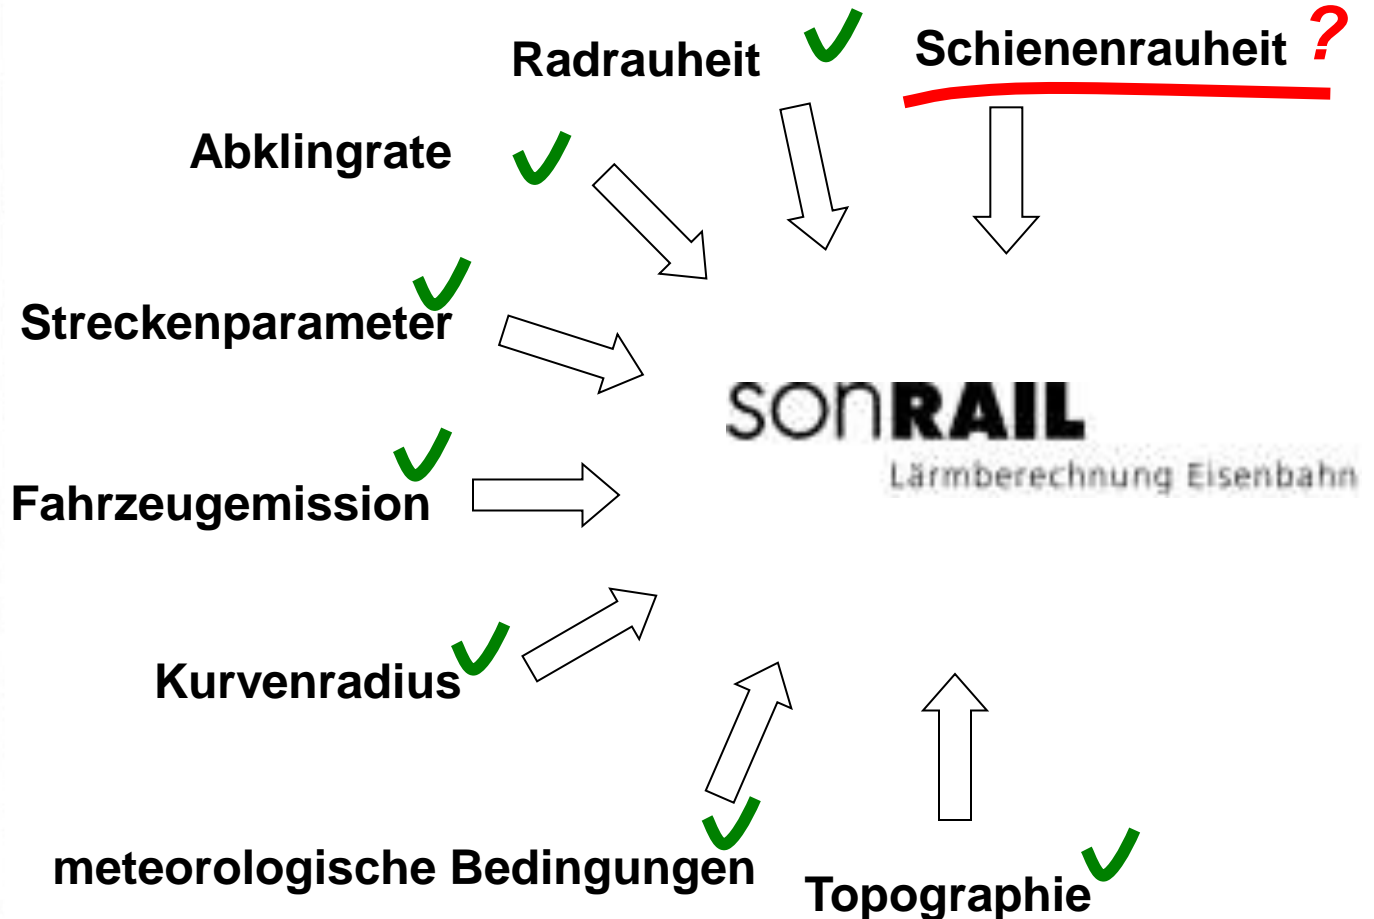 Radrauheit
Schienenrauheit ?
Abklingrate
Streckenparameter
sonRAIL
Lärmberechnung Eisenbahn
Fahrzeugemission
Kurvenradius
meteorologische Bedingungen
Topographie